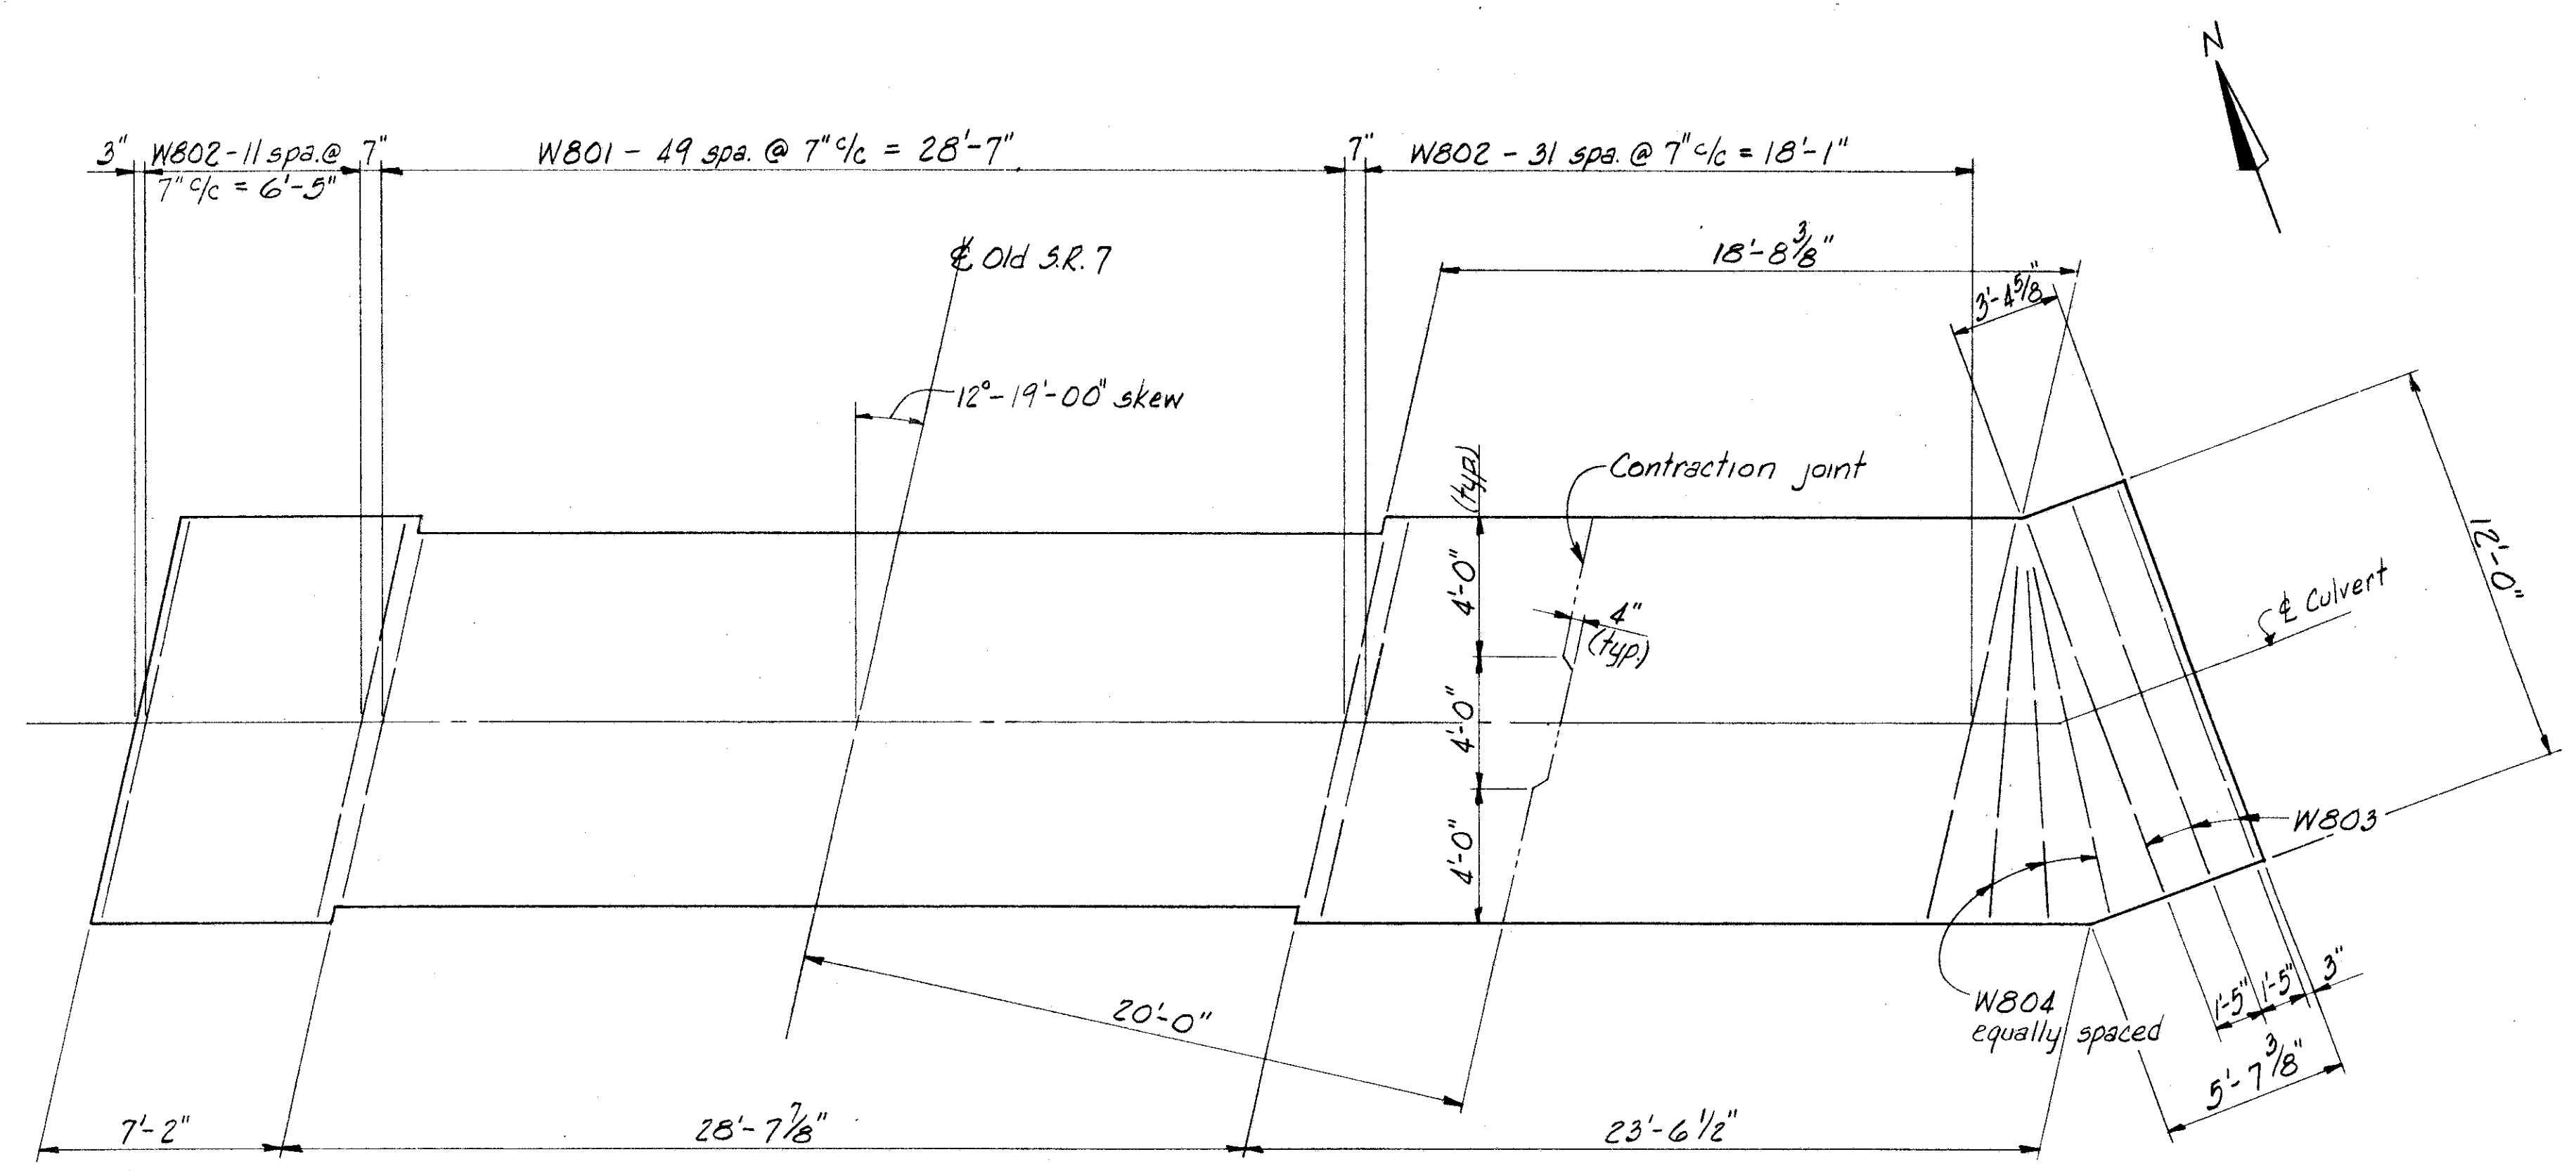 N
3" W802-11 spa.@ 7" W801 - 49 spa. @ 7" c/c = 28'-7" 7" W802 - 31 spa. @ 7" c/c = 18'-1"
7" c/c = 6'-5"
℄ Old S.R. 7
18'-8 3/8"
3'-4 5/8"
12°-19'-00" skew
(typ.)
Contraction joint
4'-0"
4"
(typ.)
12'-0"
℄ Culvert
4'-0"
4'-0"
W803
W804
equally spaced
1'-5"
1'-5"
3"
5'-7 3/8"
20'-0"
7'-2"
28'-7 7/8"
23'-6 1/2"